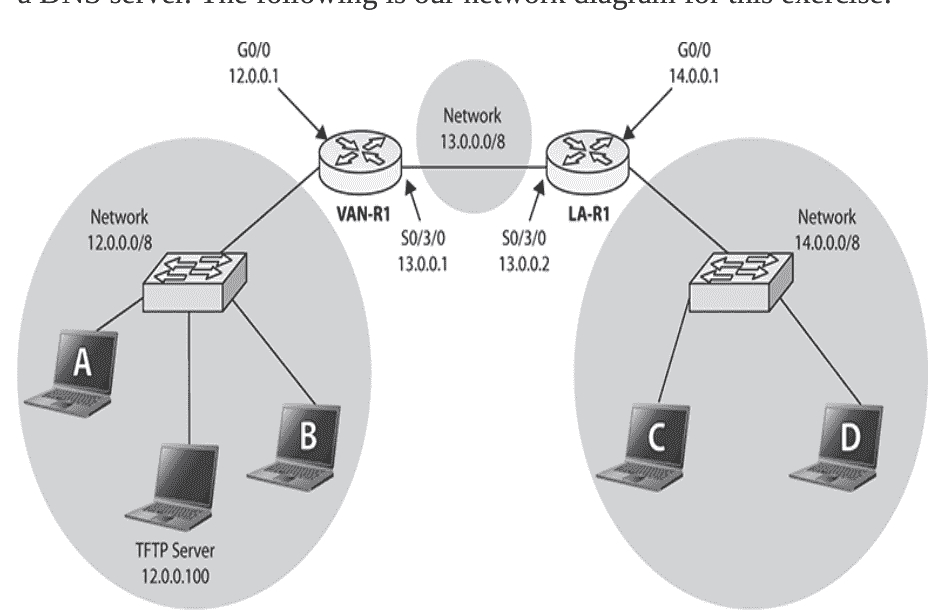 a DNS server. The following is our network diagram for this exercise:
G0/0
12.0.0.1
G0/0
14.0.0.1
Network
13.0.0.0/8
VAN-R1
LA-R1
Network
12.0.0.0/8
S0/3/0
13.0.0.1
S0/3/0
13.0.0.2
Network
14.0.0.0/8
A
B
C
D
TFTP Server
12.0.0.100